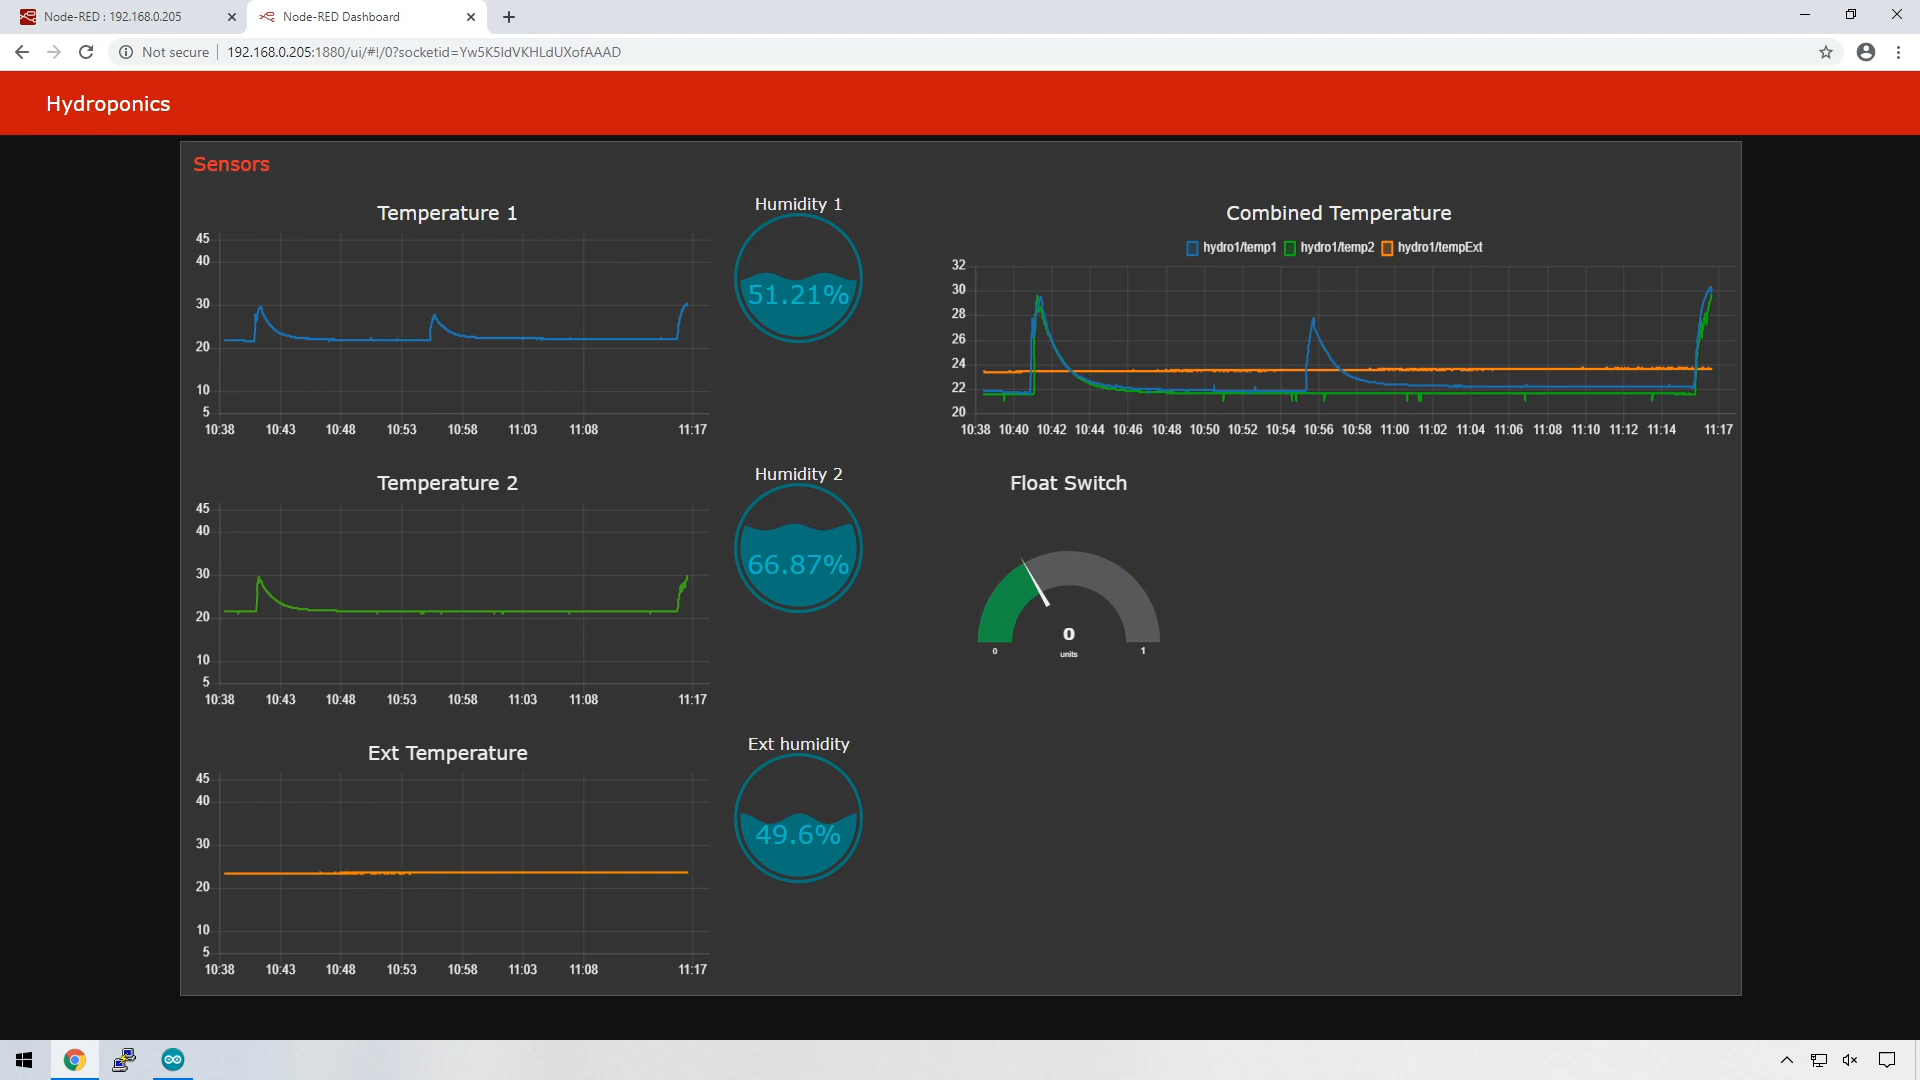 Node-RED : 192.168.0.205
Node-RED Dashboard
Not secure
192.168.0.205:1880/ui/#!/0?socketid=Yw5K5IdVKHLdUXofAAAD
Hydroponics
Sensors
Temperature 1
45
40
30
20
10
5
10:38 10:43 10:48 10:53 10:58 11:03 11:08 11:17
Humidity 1
51.21%
Combined Temperature
hydro1/temp1 hydro1/temp2 hydro1/tempExt
32
30
28
26
24
22
20
10:38 10:40 10:42 10:44 10:46 10:48 10:50 10:52 10:54 10:56 10:58 11:00 11:02 11:04 11:06 11:08 11:10 11:12 11:14 11:17
Temperature 2
45
40
30
20
10
5
10:38 10:43 10:48 10:53 10:58 11:03 11:08 11:17
Humidity 2
66.87%
Float Switch
0
0 units 1
Ext Temperature
45
40
30
20
10
5
10:38 10:43 10:48 10:53 10:58 11:03 11:08 11:17
Ext humidity
49.6%